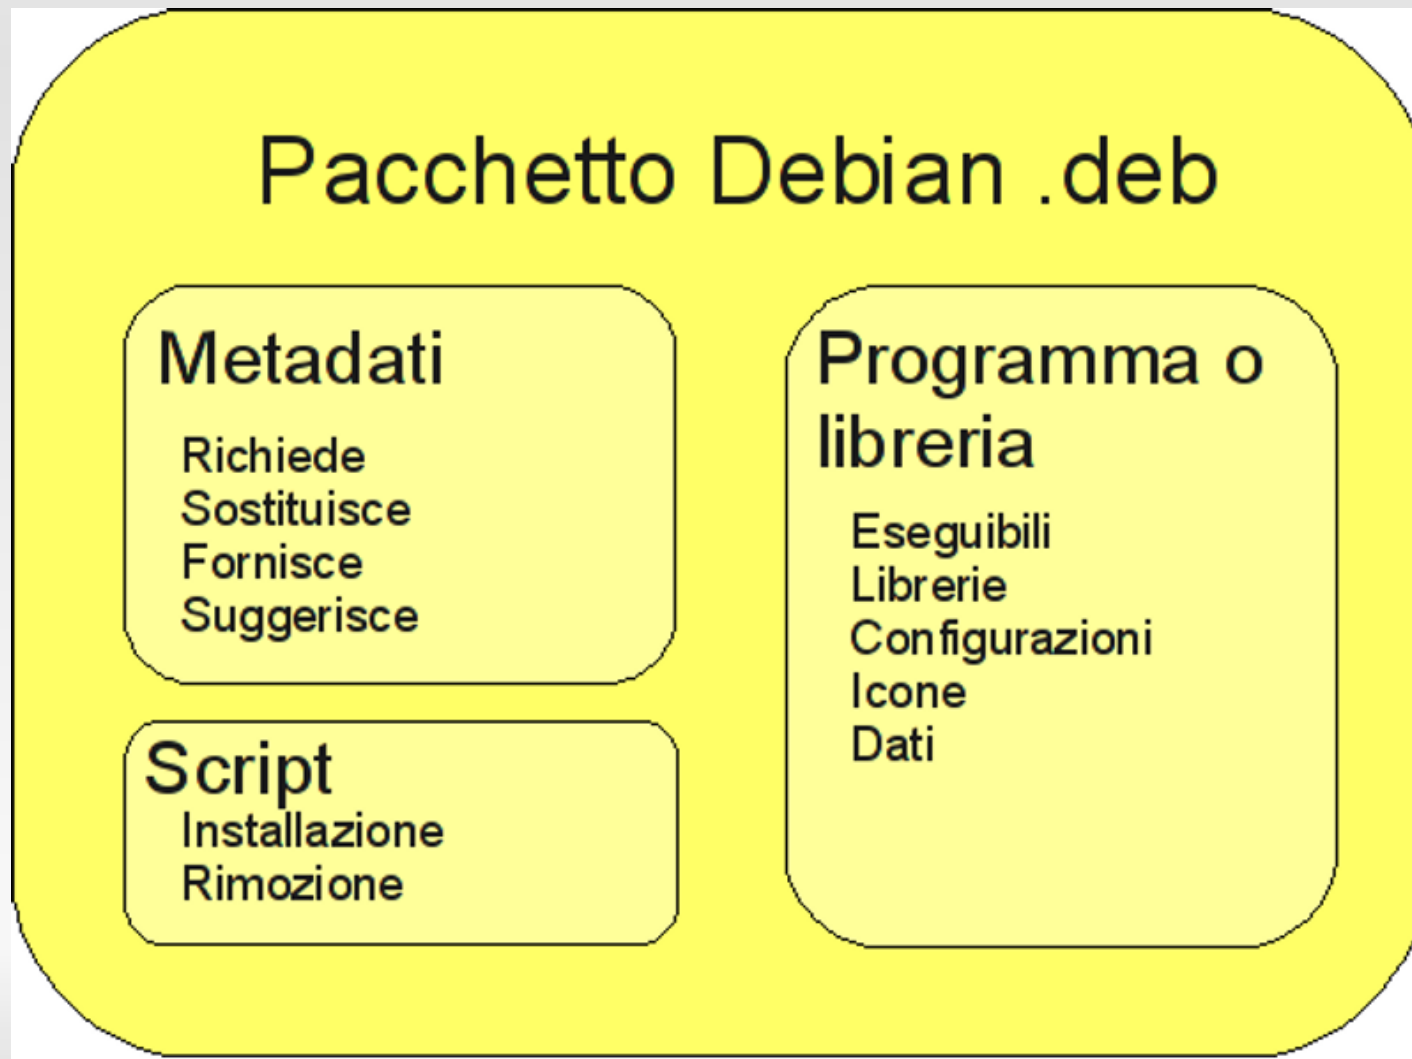 Pacchetto Debian .deb
Metadati
Richiede
Sostituisce
Fornisce
Suggerisce
Script
Installazione
Rimozione
Programma o
libreria
Eseguibili
Librerie
Configurazioni
Icone
Dati